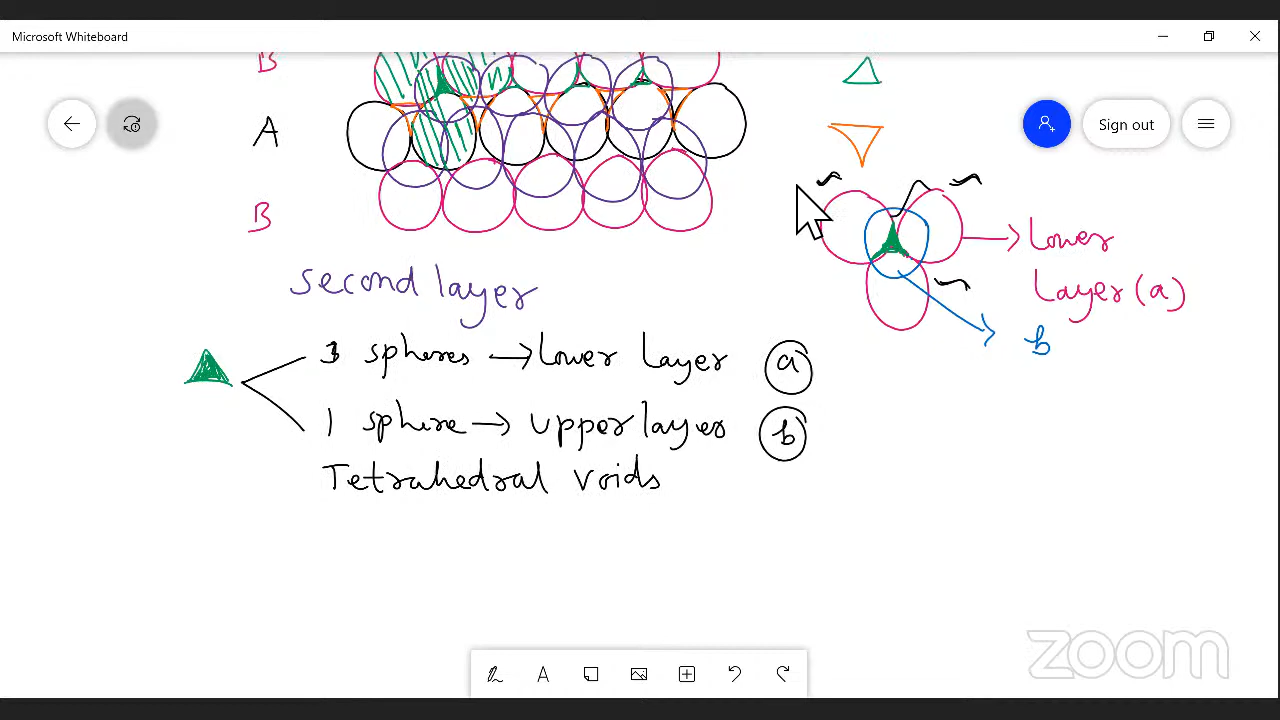 Microsoft Whiteboard
B
A
Sign out
B
Lower
Layer (a)
second layer
b
3 spheres → Lower Layer a
1 sphere → upper layer b
Tetrahedral voids
A
zoom